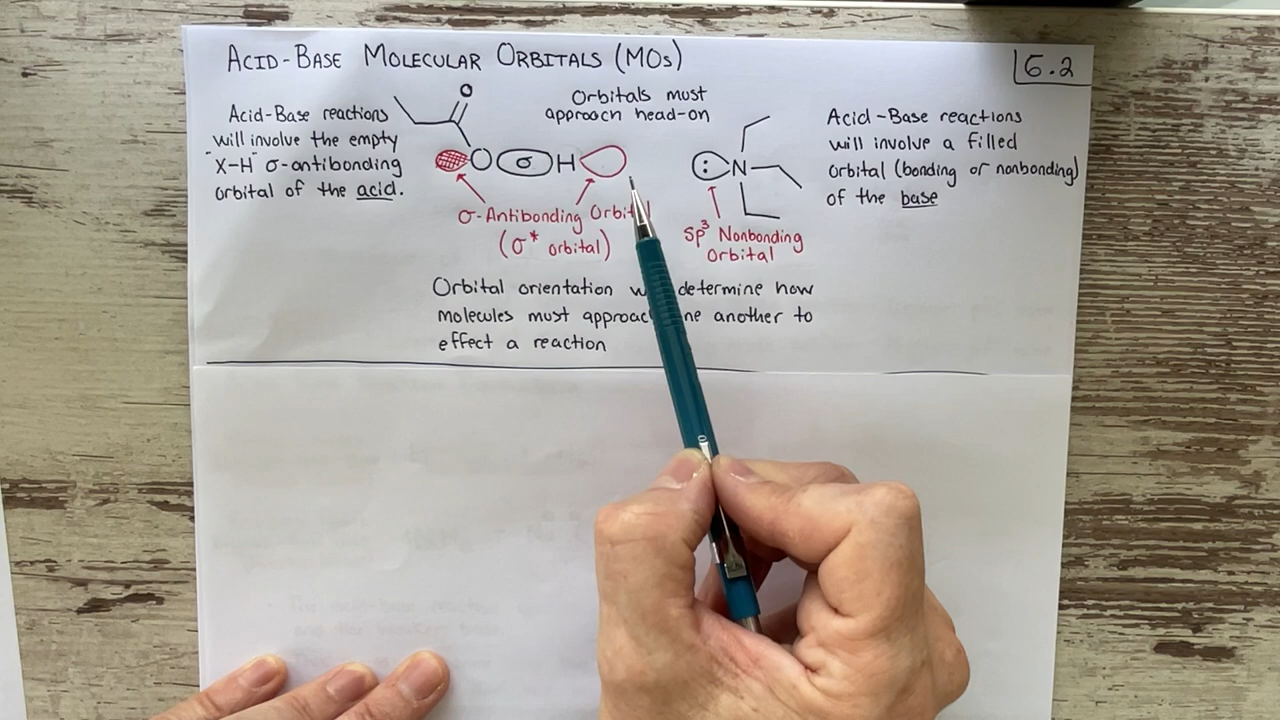 ACID-BASE MOLECULAR ORBITALS (MOs)
6.2
Acid-Base reactions
will involve the empty
"X-H" σ-antibonding
orbital of the acid.
Orbitals must
approach head-on
O
O σ H
: N
σ-Antibonding Orbital
(σ* orbital)
Sp³ Nonbonding
Orbital
Acid-Base reactions
will involve a filled
orbital (bonding or nonbonding)
of the base
Orbital orientation determine how
molecules must another to
effect a reaction